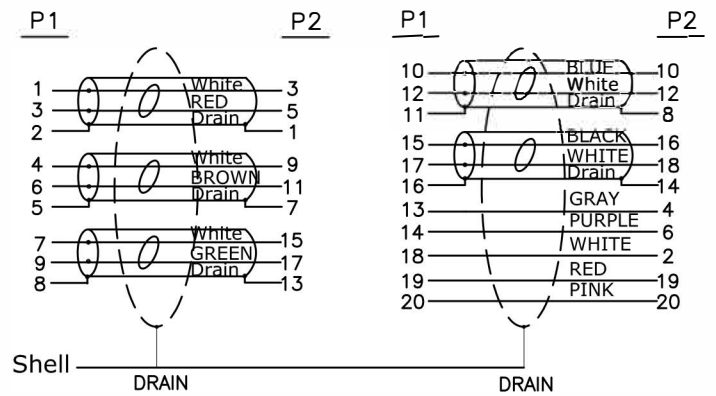 P1 P2 P1 P2
1 White 3
3 RED 5
2 Drain 1
4 White 9
6 BROWN 11
5 Drain 7
7 White 15
9 GREEN 17
8 Drain 13
10 BLUE 10
12 White 12
11 Drain 8
15 BLACK 16
17 WHITE 18
16 Drain 14
13 GRAY 4
14 PURPLE 6
18 WHITE 2
19 RED 19
20 PINK 20
Shell
DRAIN DRAIN